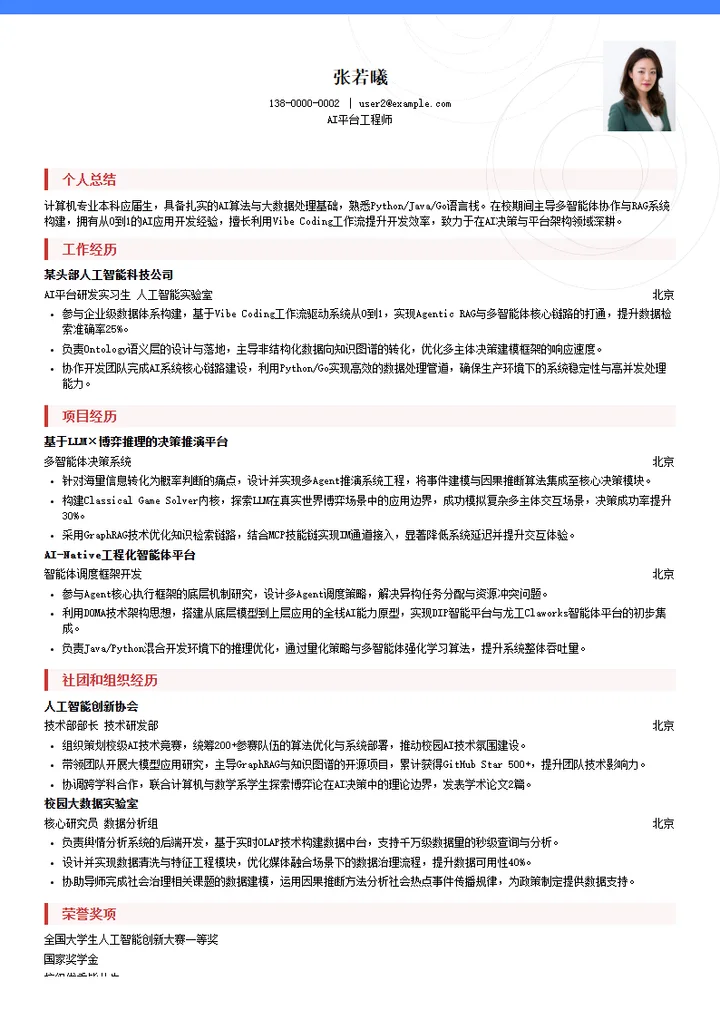 张若曦
138-0000-0002 | user2@example.com
AI平台工程师
个人总结
计算机专业本科应届生，具备扎实的AI算法与大数据处理基础，熟悉Python/Java/Go语言栈。在校期间主导多智能体协作与RAG系统
构建，拥有从0到1的AI应用开发经验，擅长利用Vibe Coding工作流提升开发效率，致力于在AI决策与平台架构领域深耕。
工作经历
某头部人工智能科技公司
AI平台研发实习生 人工智能实验室 北京
• 参与企业级数据体系构建，基于Vibe Coding工作流驱动系统从0到1，实现Agentic RAG与多智能体核心链路的打通，提升数据检
索准确率25%。
• 负责Ontology语义层的设计与落地，主导非结构化数据向知识图谱的转化，优化多主体决策建模框架的响应速度。
• 协作开发团队完成AI系统核心链路建设，利用Python/Go实现高效的数据处理管道，确保生产环境下的系统稳定性与高并发处理
能力。
项目经历
基于LLM×博弈推理的决策推演平台
多智能体决策系统 北京
• 针对海量信息转化为概率判断的痛点，设计并实现多Agent推演系统工程，将事件建模与因果推断算法集成至核心决策模块。
• 构建Classical Game Solver内核，探索LLM在真实世界博弈场景中的应用边界，成功模拟复杂多主体交互场景，决策成功率提升
30%。
• 采用GraphRAG技术优化知识检索链路，结合MCP技能链实现IM通道接入，显著降低系统延迟并提升交互体验。
AI-Native工程化智能体平台
智能体调度框架开发 北京
• 参与Agent核心执行框架的底层机制研究，设计多Agent调度策略，解决异构任务分配与资源冲突问题。
• 利用DOMA技术架构思想，搭建从底层模型到上层应用的全栈AI能力原型，实现DIP智能平台与龙工Claworks智能体平台的初步集
成。
• 负责Java/Python混合开发环境下的推理优化，通过量化策略与多智能体强化学习算法，提升系统整体吞吐量。
社团和组织经历
人工智能创新协会
技术部部长 技术研发部 北京
• 组织策划校级AI技术竞赛，统筹200+参赛队伍的算法优化与系统部署，推动校园AI技术氛围建设。
• 带领团队开展大模型应用研究，主导GraphRAG与知识图谱的开源项目，累计获得GitHub Star 500+，提升团队技术影响力。
• 协调跨学科合作，联合计算机与数学系学生探索博弈论在AI决策中的理论边界，发表学术论文2篇。
校园大数据实验室
核心研究员 数据分析组 北京
• 负责舆情分析系统的后端开发，基于实时OLAP技术构建数据中台，支持千万级数据量的秒级查询与分析。
• 设计并实现数据清洗与特征工程模块，优化媒体融合场景下的数据治理流程，提升数据可用性40%。
• 协助导师完成社会治理相关课题的数据建模，运用因果推断方法分析社会热点事件传播规律，为政策制定提供数据支持。
荣誉奖项
全国大学生人工智能创新大赛一等奖
国家奖学金